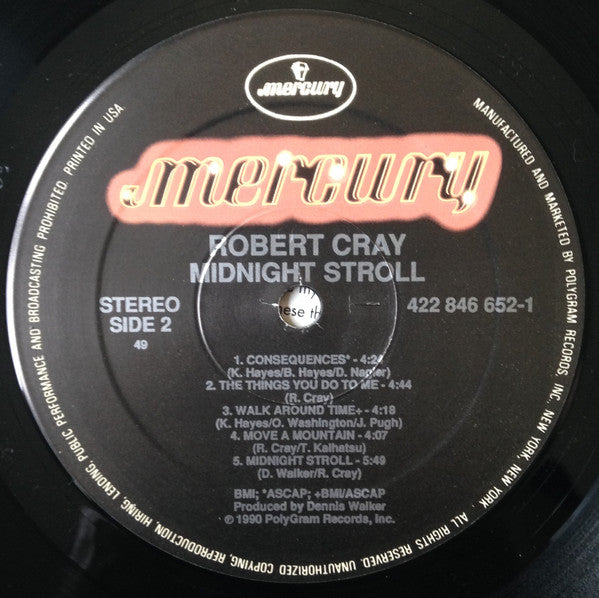 mercury
mercury
ROBERT CRAY
MIDNIGHT STROLL
STEREO
SIDE 2
49
422 846 652-1
ese th
1. CONSEQUENCES* - 4:24
(K. Hayes/B. Hayes/D. Napier)
2. THE THINGS YOU DO TO ME - 4:44
(R. Cray)
3. WALK AROUND TIME+ - 4:18
(K. Hayes/O. Washington/J. Pugh)
4. MOVE A MOUNTAIN - 4:07
(R. Cray/T. Kaihatsu)
5. MIDNIGHT STROLL - 5:49
(D. Walker/R. Cray)
BMI; *ASCAP; +BMI/ASCAP
Produced by Dennis Walker
© 1990 PolyGram Records, Inc.
MANUFACTURED AND MARKETED BY POLYGRAM RECORDS, INC. NEW YORK, NEW YORK . ALL RIGHTS RESERVED. UNAUTHORIZED COPYING, REPRODUCTION, HIRING, LENDING, PUBLIC PERFORMANCE AND BROADCASTING PROHIBITED. PRINTED IN USA